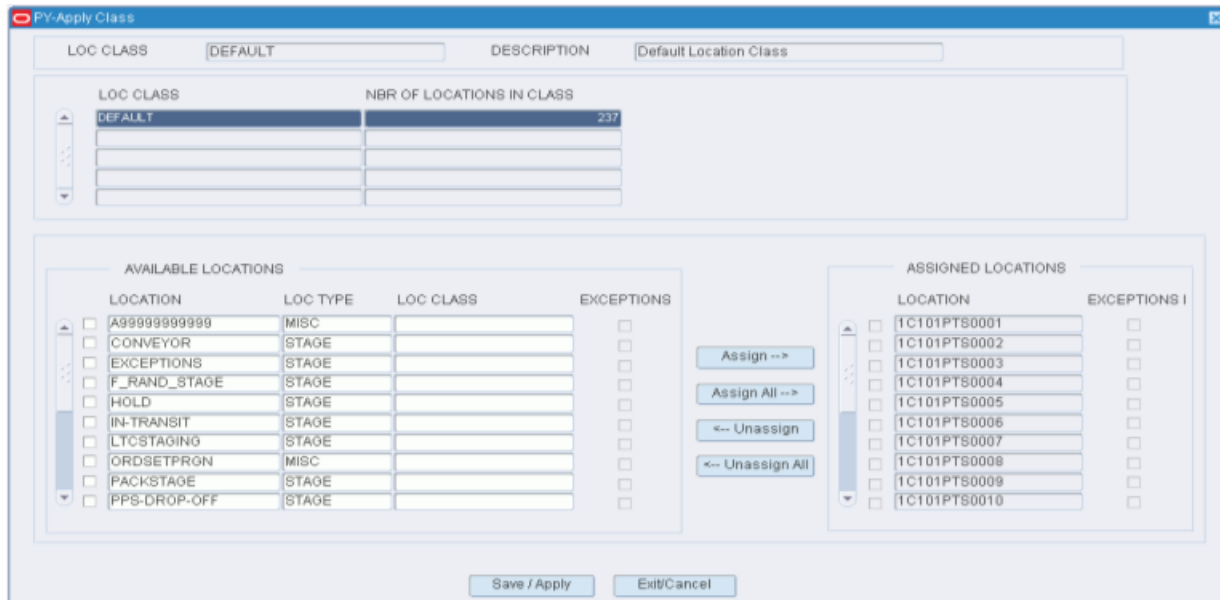 PY-Apply Class
LOC CLASS DEFAULT DESCRIPTION Default Location Class
LOC CLASS NBR OF LOCATIONS IN CLASS
DEFAULT 237
AVAILABLE LOCATIONS
LOCATION LOC TYPE LOC CLASS EXCEPTIONS
A99999999999 MISC
CONVEYOR STAGE
EXCEPTIONS STAGE
F_RAND_STAGE STAGE
HOLD STAGE
IN-TRANSIT STAGE
LTCSTAGING STAGE
ORDSETPRGN MISC
PACKSTAGE STAGE
PPS-DROP-OFF STAGE
Assign -->
Assign All -->
<-- Unassign
<-- Unassign All
ASSIGNED LOCATIONS
LOCATION EXCEPTIONS I
1C101PTS0001
1C101PTS0002
1C101PTS0003
1C101PTS0004
1C101PTS0005
1C101PTS0006
1C101PTS0007
1C101PTS0008
1C101PTS0009
1C101PTS0010
Save / Apply Exit/Cancel